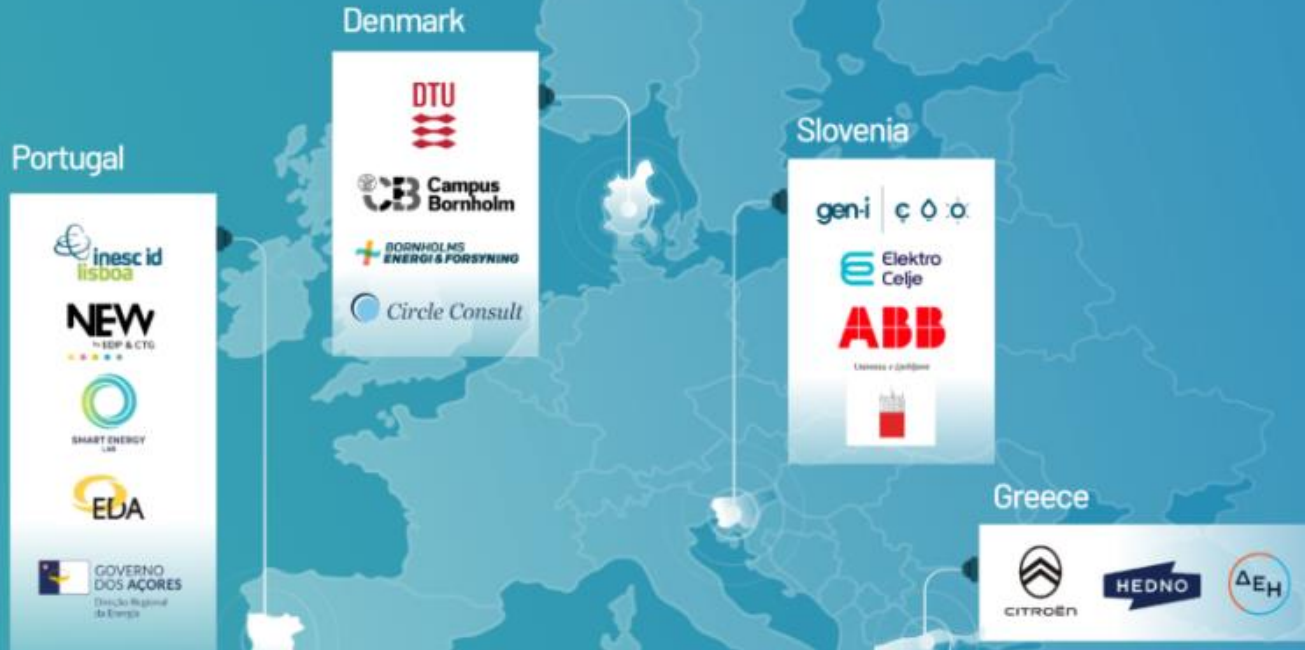 Denmark
DTU
CB Campus
Bornholm
BORNHOLMS
ENERGI & FORSYNING
Circle Consult
Portugal
inesc id
lisboa
NEW
by EDP & CTG
SMART ENERGY
LAB
EDA
GOVERNO
DOS AÇORES
Direção Regional
da Energia
Slovenia
gen-i
Elektro
Celje
ABB
Univerza v Ljubljani
Greece
CITROËN
HEDNO
ΔΕΗ